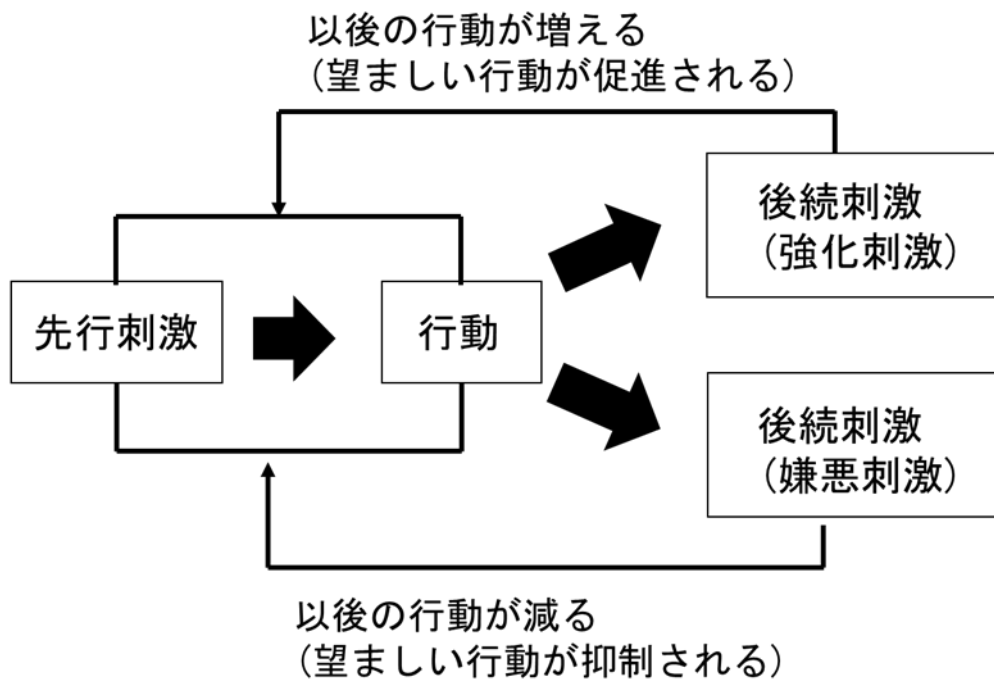 以後の行動が増える
(望ましい行動が促進される)
後続刺激
(強化刺激)
先行刺激
行動
後続刺激
(嫌悪刺激)
以後の行動が減る
(望ましい行動が抑制される)